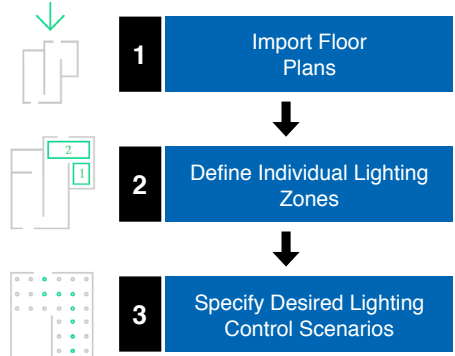 1
Import Floor
Plans
2
1
2
Define Individual Lighting
Zones
3
Specify Desired Lighting
Control Scenarios